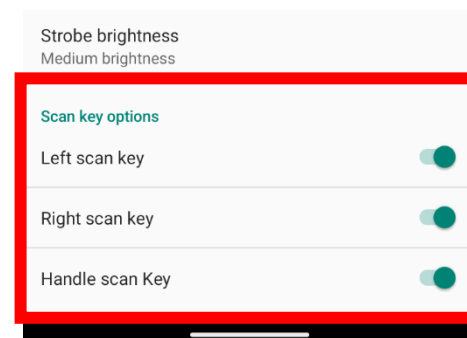 Strobe brightness
Medium brightness
Scan key options
Left scan key
Right scan key
Handle scan Key